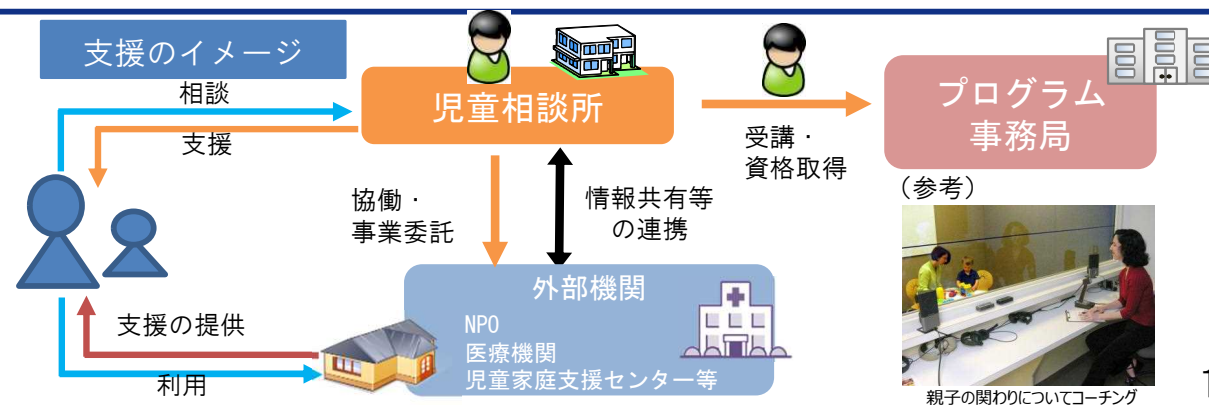 支援のイメージ
相談
支援
児童相談所
受講・
資格取得
プログラム
事務局
(参考)
協働・
事業委託
情報共有等
の連携
外部機関
NPO
医療機関
児童家庭支援センター等
支援の提供
利用
親子の関わりについてコーチング
1